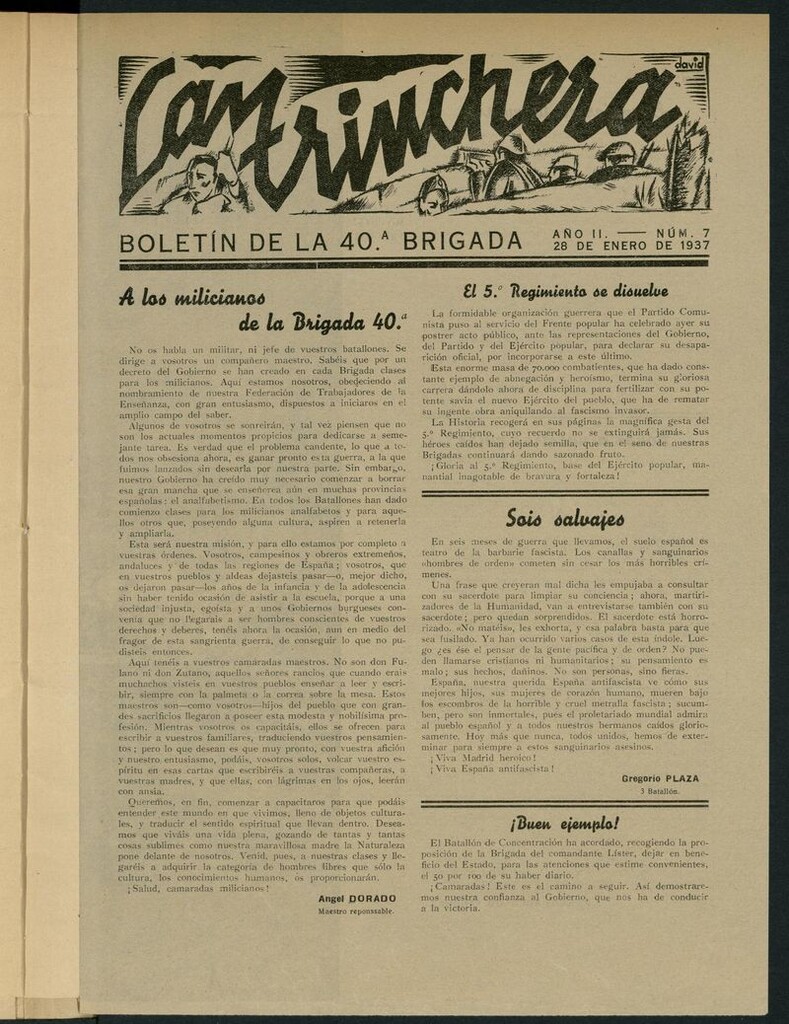 La Trinchera
david
BOLETÍN DE LA 40.ª BRIGADA
AÑO II. — NÚM. 7
28 DE ENERO DE 1937
A los milicianos
de la Brigada 40.ª
No os habla un militar, ni jefe de vuestros batallones. Se
dirige a vosotros un compañero maestro. Sabéis que por un
decreto del Gobierno se han creado en cada Brigada clases
para los milicianos. Aquí estamos nosotros, obedeciendo al
nombramiento de nuestra Federación de Trabajadores de la
Enseñanza, con gran entusiasmo, dispuestos a iniciaros en el
amplio campo del saber.
Algunos de vosotros se sonreirán, y tal vez piensen que no
son los actuales momentos propicios para dedicarse a seme-
jante tarea. Es verdad que el problema candente, lo que a to-
dos nos obsesiona ahora, es ganar pronto esta guerra, a la que
fuimos lanzados sin desearla por nuestra parte. Sin embargo,
nuestro Gobierno ha creído muy necesario comenzar a borrar
esa gran mancha que se enseñorea aún en muchas provincias
españolas: el analfabetismo. En todos los Batallones han dado
comienzo clases para los milicianos analfabetos y para aque-
llos otros que, poseyendo alguna cultura, aspiren a retenerla
y ampliarla.
Esta será nuestra misión, y para ello estamos por completo a
vuestras órdenes. Vosotros, campesinos y obreros extremeños,
andaluces y de todas las regiones de España; vosotros, que
en vuestros pueblos y aldeas dejasteis pasar—o, mejor dicho,
os dejaron pasar—los años de la infancia y de la adolescencia
sin haber tenido ocasión de asistir a la escuela, porque a una
sociedad injusta, egoísta y a unos Gobiernos burgueses con-
venía que no llegarais a ser hombres conscientes de vuestros
derechos y deberes, tenéis ahora la ocasión, aun en medio del
fragor de esta sangrienta guerra, de conseguir lo que no pu-
disteis entonces.
Aquí tenéis a vuestros camaradas maestros. No son don Fu-
lano ni don Zutano, aquellos señores rancios que cuando erais
muchachos visteis en vuestros pueblos enseñar a leer y escri-
bir, siempre con la palmeta o la correa sobre la mesa. Estos
maestros son—como vosotros—hijos del pueblo que con gran-
des sacrificios llegaron a poseer esta modesta y nobilísima pro-
fesión. Mientras vosotros os capacitáis, ellos se ofrecen para
escribir a vuestros familiares, traduciendo vuestros pensamien-
tos; pero lo que desean es que muy pronto, con vuestra afición
y nuestro entusiasmo, podáis, vosotros solos, volcar vuestro es-
píritu en esas cartas que escribiréis a vuestras compañeras, a
vuestras madres, y que ellas, con lágrimas en los ojos, leerán
con ansia.
Queremos, en fin, comenzar a capacitaros para que podáis
entender este mundo en que vivimos, lleno de objetos cultura-
les, y traducir el sentido espiritual que llevan dentro. Desea-
mos que viváis una vida plena, gozando de tantas y tantas
cosas sublimes como nuestra maravillosa madre la Naturaleza
pone delante de nosotros. Venid, pues, a nuestras clases y lle-
garéis a adquirir la categoría de hombres libres que sólo la
cultura, los conocimientos humanos, os proporcionarán.
¡Salud, camaradas milicianos!
Angel DORADO
Maestro reponssable.
El 5.º Regimiento se disuelve
La formidable organización guerrera que el Partido Comu-
nista puso al servicio del Frente popular ha celebrado ayer su
postrer acto público, ante las representaciones del Gobierno,
del Partido y del Ejército popular, para declarar su desapa-
rición oficial, por incorporarse a este último.
Esta enorme masa de 70.000 combatientes, que ha dado cons-
tante ejemplo de abnegación y heroísmo, termina su gloriosa
carrera dándolo ahora de disciplina para fertilizar con su po-
tente savia el nuevo Ejército del pueblo, que ha de rematar
su ingente obra aniquilando al fascismo invasor.
La Historia recogerá en sus páginas la magnífica gesta del
5.º Regimiento, cuyo recuerdo no se extinguirá jamás. Sus
héroes caídos han dejado semilla, que en el seno de nuestras
Brigadas continuará dando sazonado fruto.
¡Gloria al 5.º Regimiento, base del Ejército popular, ma-
nantial inagotable de bravura y fortaleza!
Sois salvajes
En seis meses de guerra que llevamos, el suelo español es
teatro de la barbarie fascista. Los canallas y sanguinarios
«hombres de orden» cometen sin cesar los más horribles crí-
menes.
Una frase que creyeran mal dicha les empujaba a consultar
con su sacerdote para limpiar su conciencia; ahora, martiri-
zadores de la Humanidad, van a entrevistarse también con su
sacerdote; pero quedan sorprendidos. El sacerdote está horro-
rizado. «No matéis», les exhorta, y esa palabra basta para que
sea fusilado. Ya han ocurrido varios casos de esta índole. Lue-
go ¿es ése el pensar de la gente pacífica y de orden? No pue-
den llamarse cristianos ni humanitarios; su pensamiento es
malo; sus hechos, dañinos. No son personas, sino fieras.
España, nuestra querida España antifascista ve cómo sus
mejores hijos, sus mujeres de corazón humano, mueren bajo
los escombros de la horrible y cruel metralla fascista; sucum-
ben, pero son inmortales, pues el proletariado mundial admira
al pueblo español y a todos nuestros hermanos caídos glorio-
samente. Hoy más que nunca, todos unidos, hemos de exter-
minar para siempre a estos sanguinarios asesinos.
¡Viva Madrid heroico!
¡Viva España antifascista!
Gregorio PLAZA
3 Batallón.
¡Buen ejemplo!
El Batallón de Concentración ha acordado, recogiendo la pro-
posición de la Brigada del comandante Líster, dejar en bene-
ficio del Estado, para las atenciones que estime convenientes,
el 50 por 100 de su haber diario.
¡Camaradas! Este es el camino a seguir. Así demostrare-
mos nuestra confianza al Gobierno, que nos ha de conducir
a la victoria.